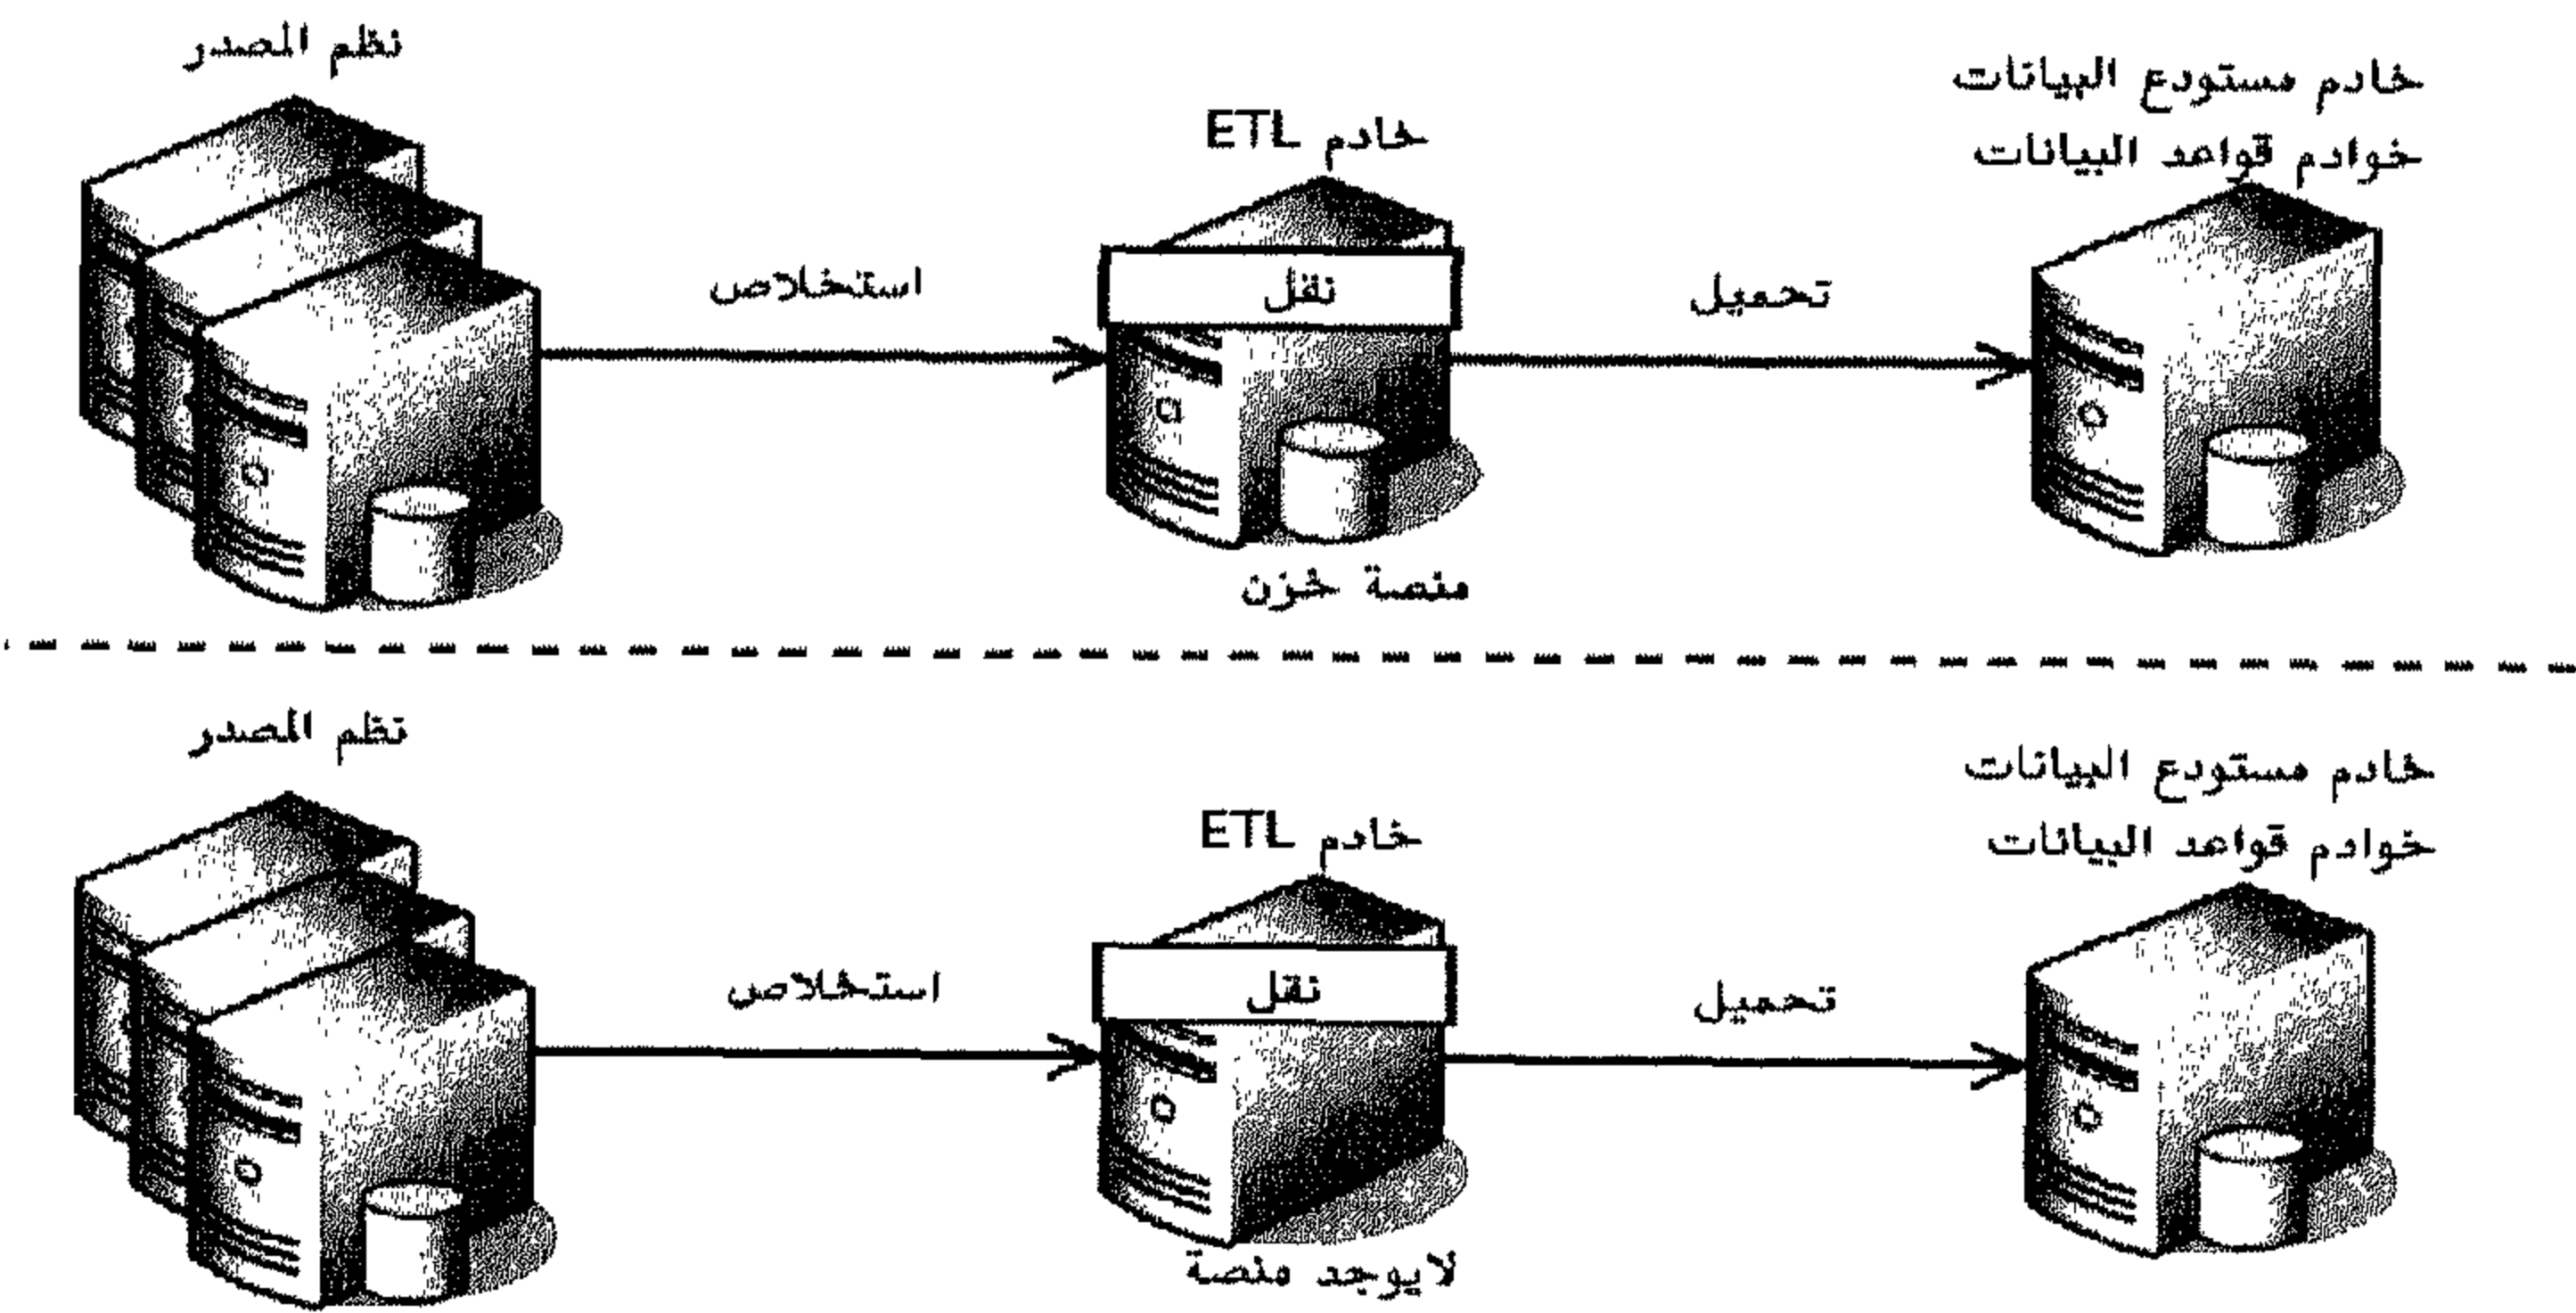 نظم المصدر
خادم ETL
خادم مستودع البيانات
خوادم قواعد البيانات
استخلاص
نقل
تحميل
منصة خزن
نظم المصدر
خادم ETL
خادم مستودع البيانات
خوادم قواعد البيانات
استخلاص
نقل
تحميل
لايوجد منصة